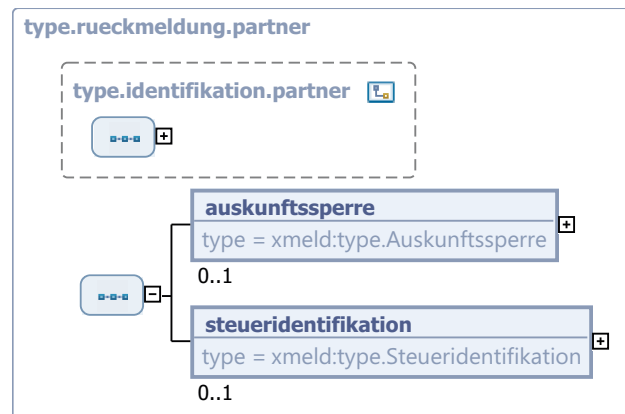 type.rueckmeldung.partner
type.identifikation.partner
auskunftssperre
type = xmeld:type.Auskunftssperre
0..1
steueridentifikation
type = xmeld:type.Steueridentifikation
0..1